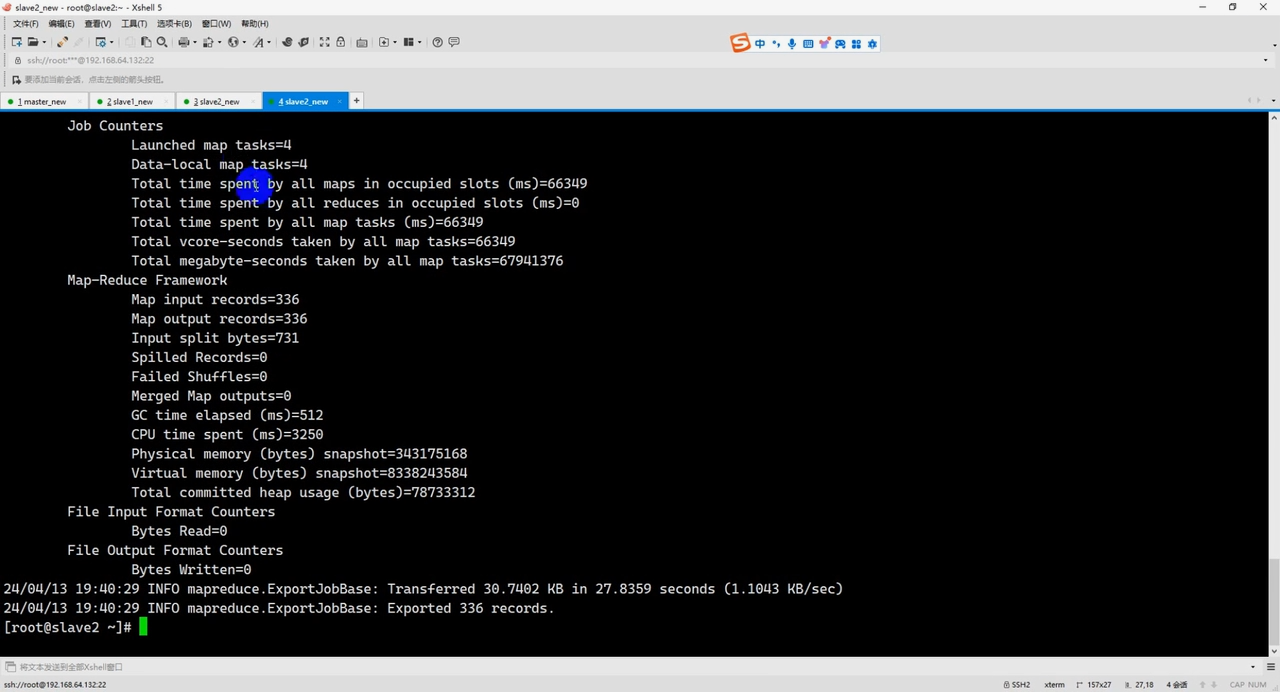 slave2_new - root@slave2:~ - Xshell 5
文件(F) 编辑(E) 查看(V) 工具(T) 选项卡(B) 窗口(W) 帮助(H)
中
ssh://root:***@192.168.64.132:22
要添加当前会话，点击左侧的箭头按钮。
1 master_new 2 slave1_new 3 slave2_new 4 slave2_new
Job Counters
Launched map tasks=4
Data-local map tasks=4
Total time spent by all maps in occupied slots (ms)=66349
Total time spent by all reduces in occupied slots (ms)=0
Total time spent by all map tasks (ms)=66349
Total vcore-seconds taken by all map tasks=66349
Total megabyte-seconds taken by all map tasks=67941376
Map-Reduce Framework
Map input records=336
Map output records=336
Input split bytes=731
Spilled Records=0
Failed Shuffles=0
Merged Map outputs=0
GC time elapsed (ms)=512
CPU time spent (ms)=3250
Physical memory (bytes) snapshot=343175168
Virtual memory (bytes) snapshot=8338243584
Total committed heap usage (bytes)=78733312
File Input Format Counters
Bytes Read=0
File Output Format Counters
Bytes Written=0
24/04/13 19:40:29 INFO mapreduce.ExportJobBase: Transferred 30.7402 KB in 27.8359 seconds (1.1043 KB/sec)
24/04/13 19:40:29 INFO mapreduce.ExportJobBase: Exported 336 records.
[root@slave2 ~]#
将文本发送到全部Xshell窗口
ssh://root@192.168.64.132:22 SSH2 xterm 157x27 27,18 4 会话 CAP NUM